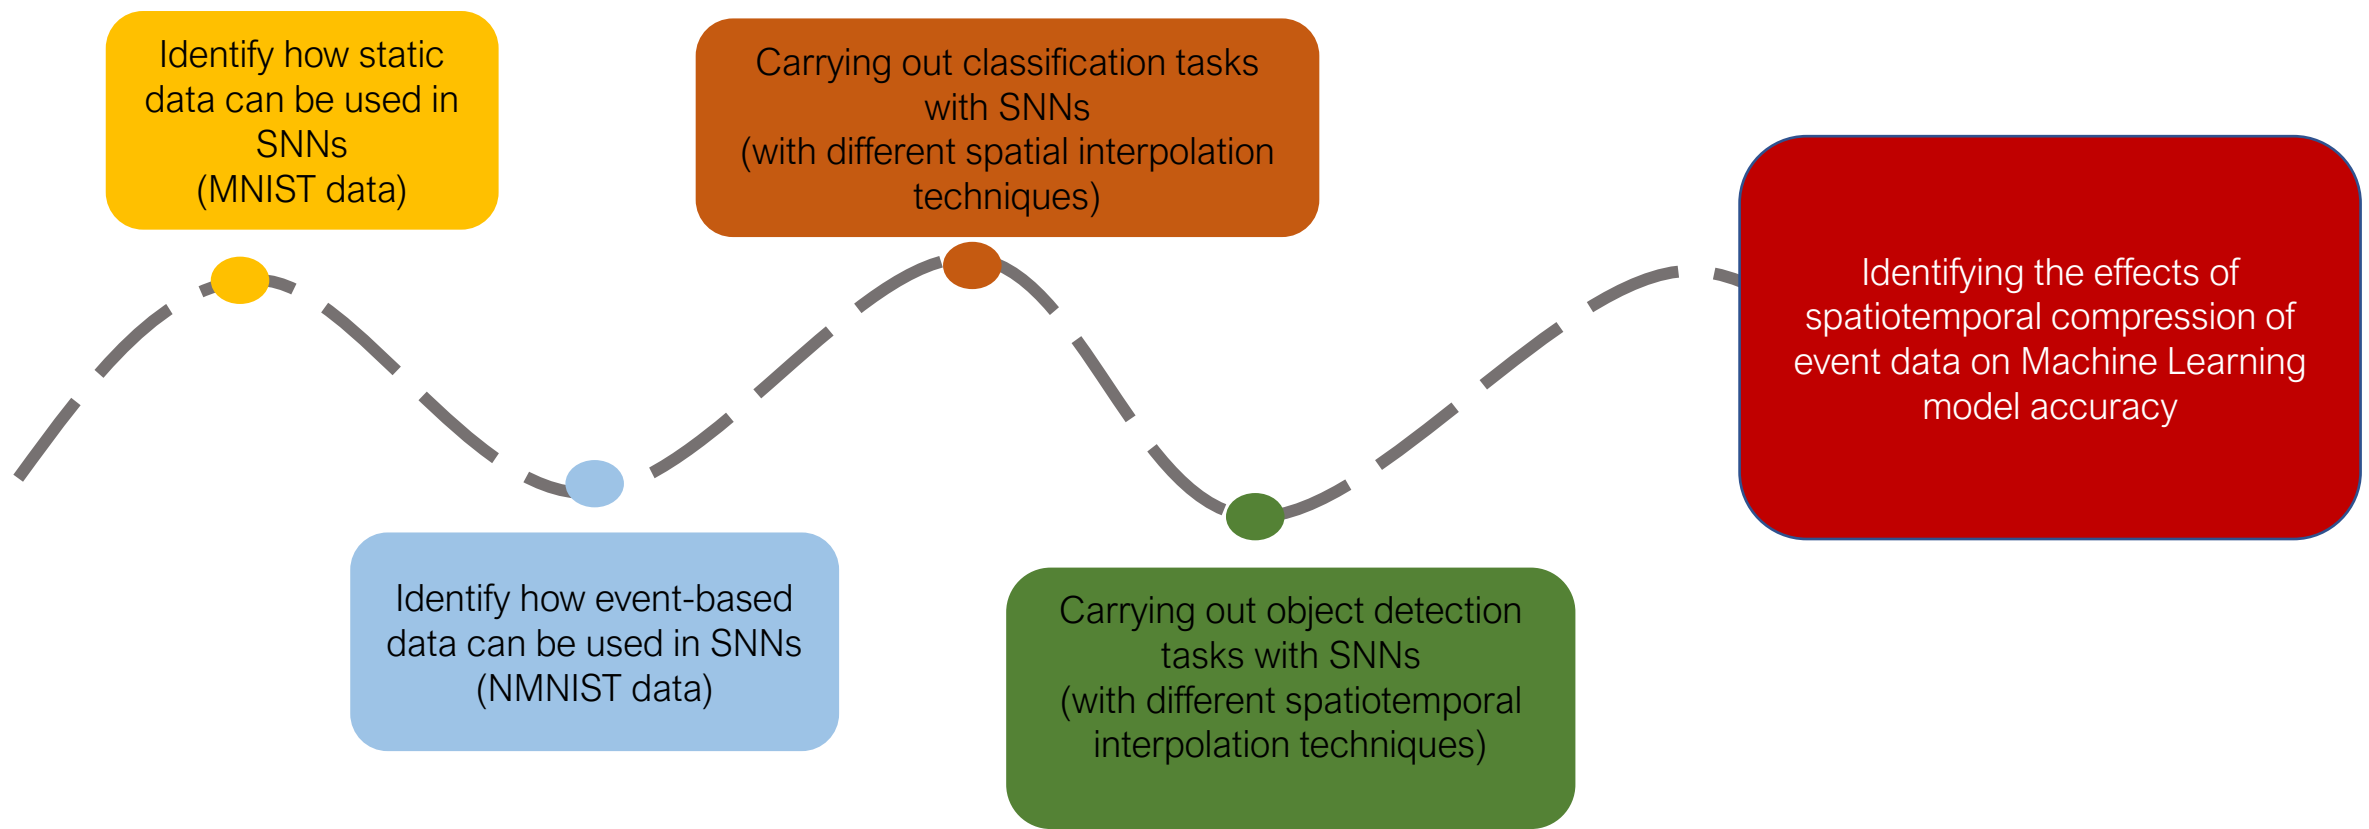 Identify how static
data can be used in
SNNs
(MNIST data)
Carrying out classification tasks
with SNNs
(with different spatial interpolation
techniques)
Identifying the effects of
spatiotemporal compression of
event data on Machine Learning
model accuracy
Identify how event-based
data can be used in SNNs
(NMNIST data)
Carrying out object detection
tasks with SNNs
(with different spatiotemporal
interpolation techniques)